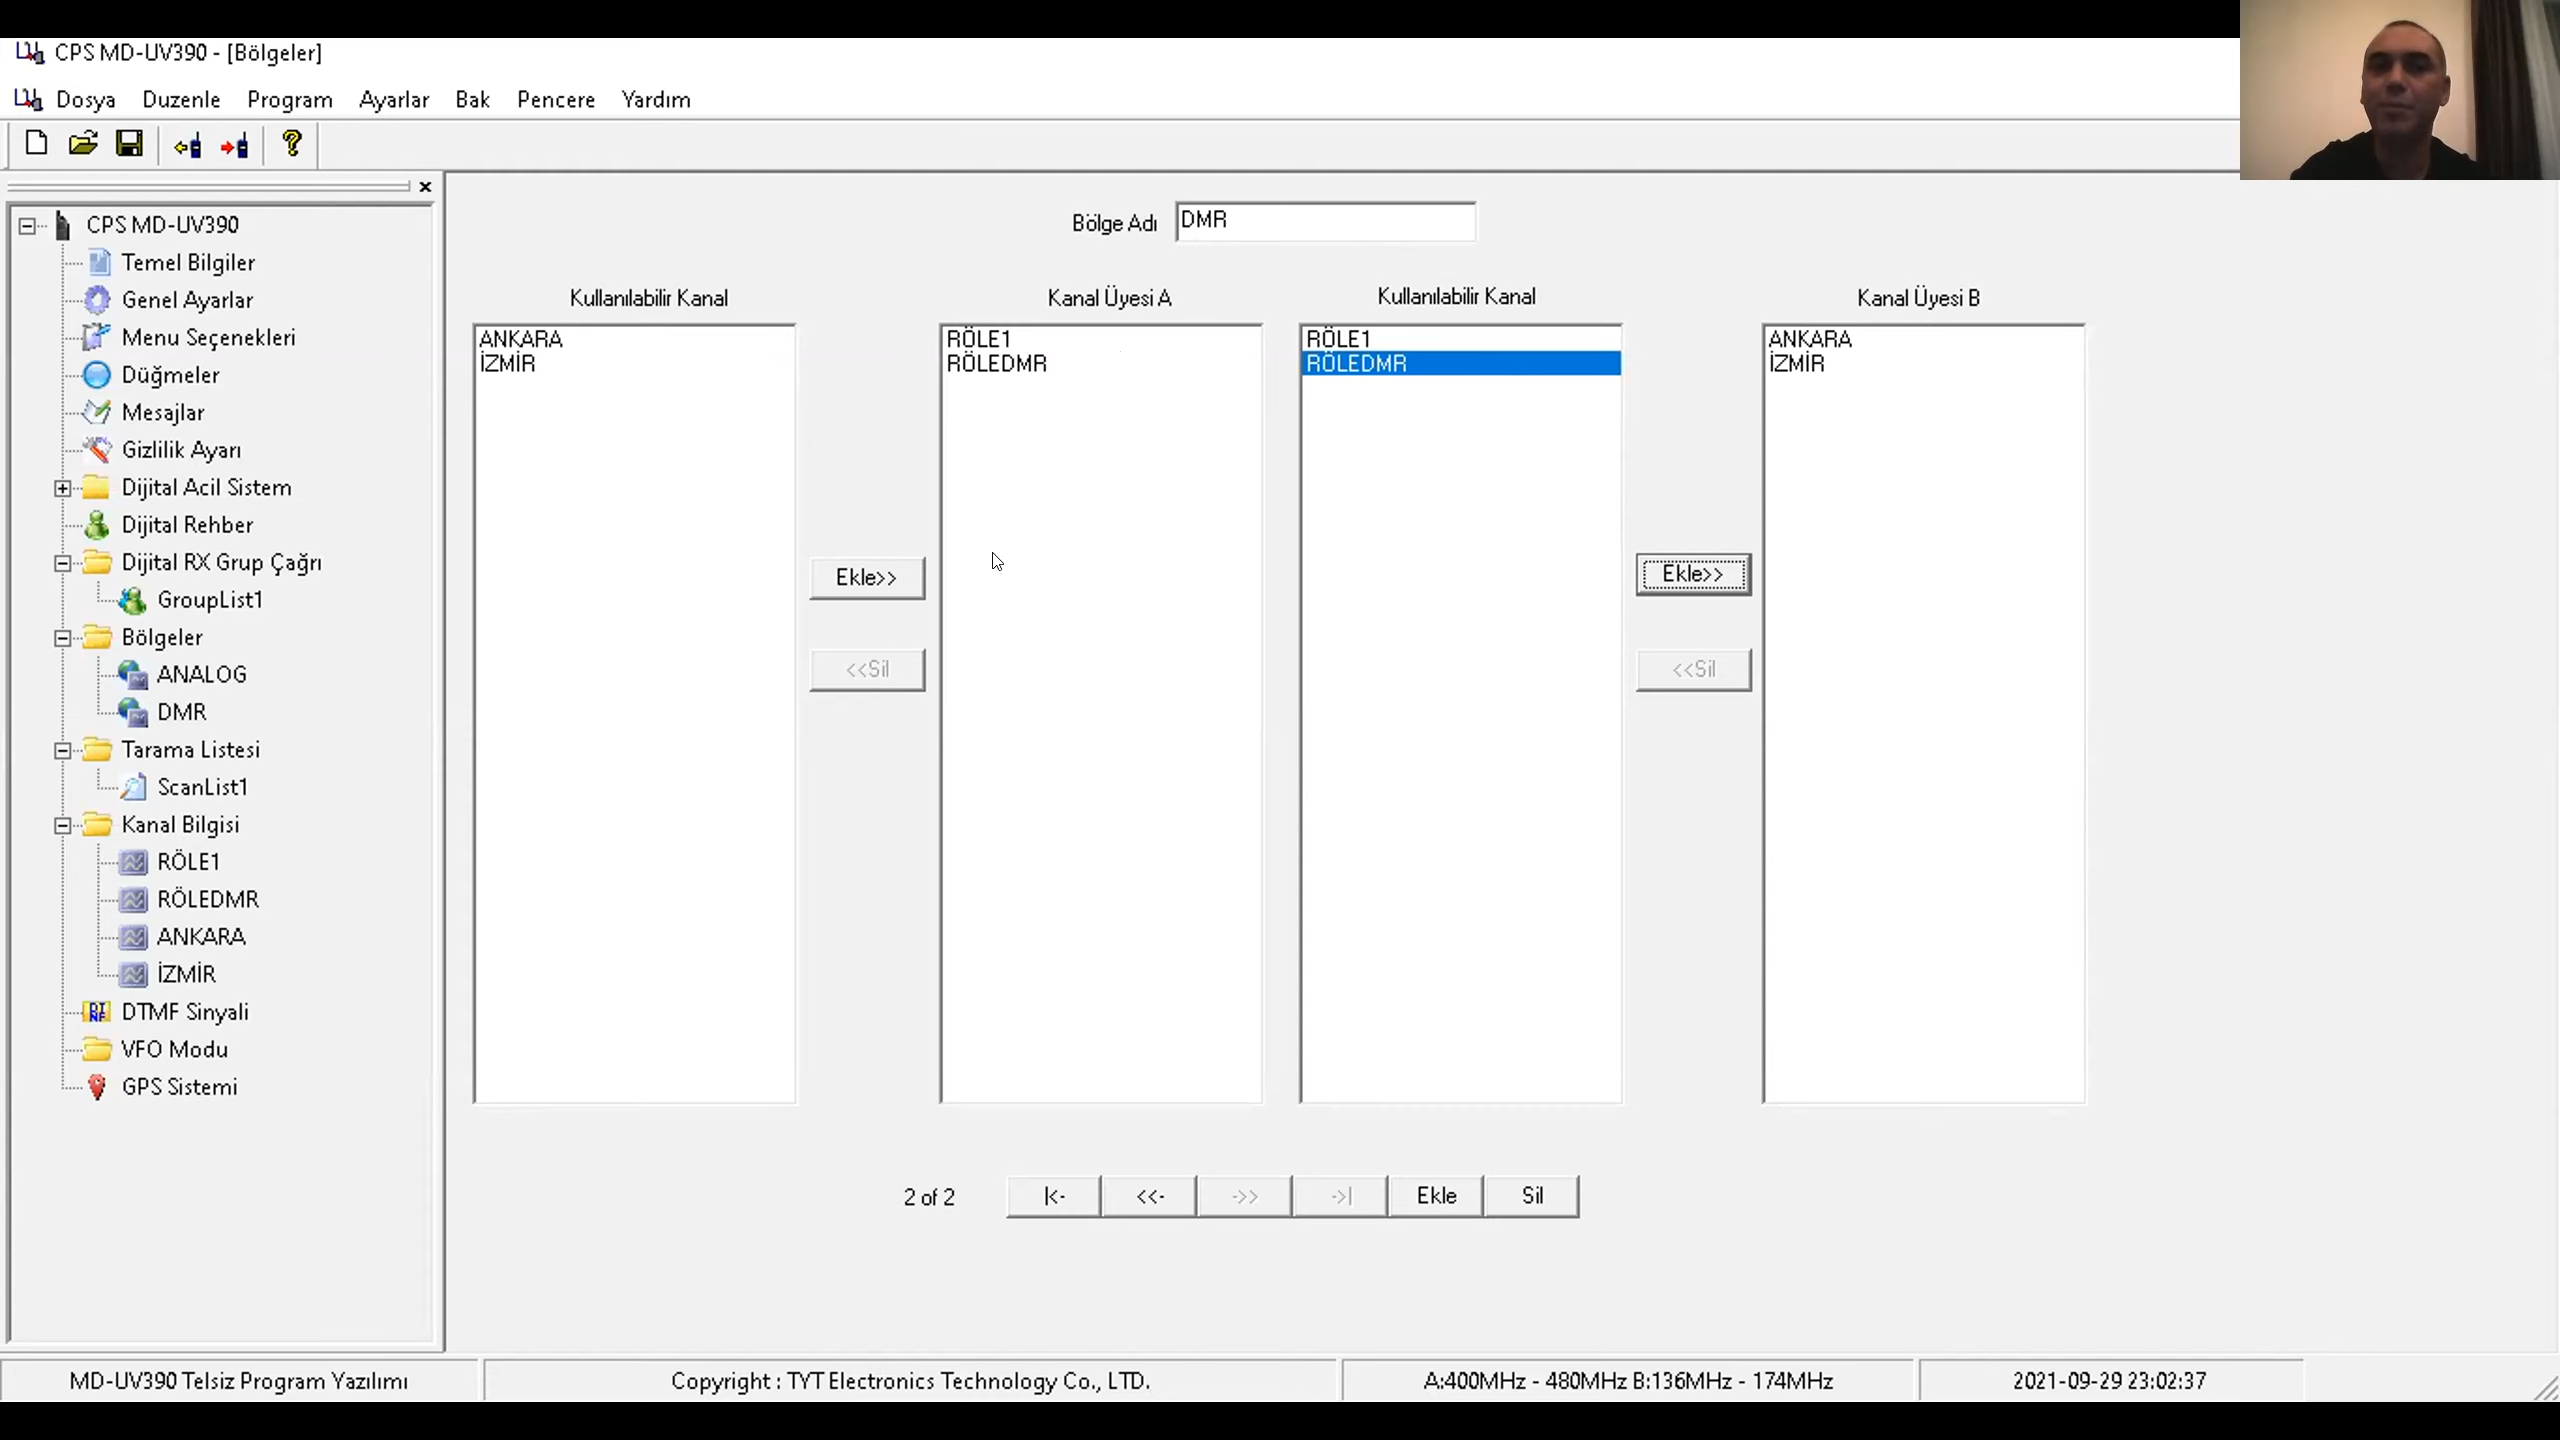 CPS MD-UV390 - [Bölgeler]
Dosya Duzenle Program Ayarlar Bak Pencere Yardım
CPS MD-UV390
Temel Bilgiler
Genel Ayarlar
Menu Seçenekleri
Düğmeler
Mesajlar
Gizlilik Ayarı
Dijital Acil Sistem
Dijital Rehber
Dijital RX Grup Çağrı
GroupList1
Bölgeler
ANALOG
DMR
Tarama Listesi
ScanList1
Kanal Bilgisi
RÖLE1
RÖLEDMR
ANKARA
İZMİR
DTMF Sinyali
VFO Modu
GPS Sistemi
Bölge Adı DMR
Kullanılabilir Kanal
ANKARA
İZMİR
Ekle>>
<<Sil
Kanal Üyesi A
RÖLE1
RÖLEDMR
Kullanılabilir Kanal
RÖLE1
RÖLEDMR
Ekle>>
<<Sil
Kanal Üyesi B
ANKARA
İZMİR
2 of 2 |<- <<- ->> ->| Ekle Sil
MD-UV390 Telsiz Program Yazılımı Copyright : TYT Electronics Technology Co., LTD. A:400MHz - 480MHz B:136MHz - 174MHz 2021-09-29 23:02:37